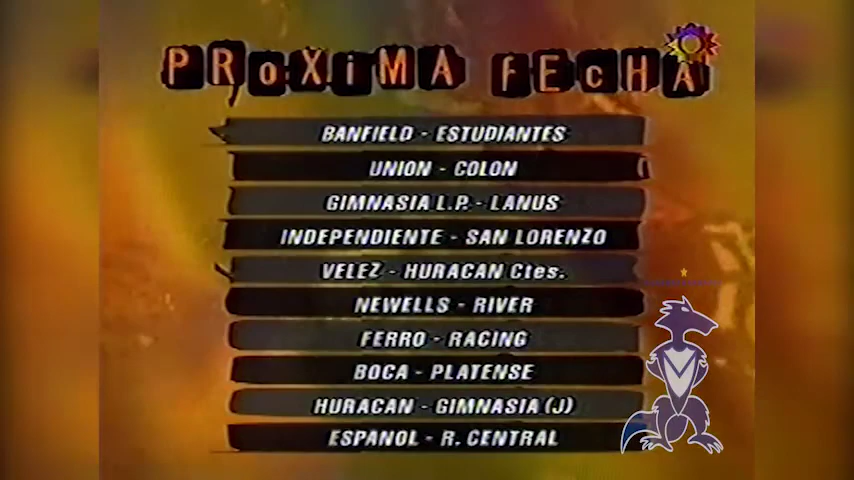 PRoXiMA FEcHA
BANFIELD - ESTUDIANTES
UNION - COLON
GIMNASIA L.P. - LANUS
INDEPENDIENTE - SAN LORENZO
VELEZ - HURACAN Ctes.
NEWELLS - RIVER
FERRO - RACING
BOCA - PLATENSE
HURACAN - GIMNASIA (J)
ESPANOL - R. CENTRAL